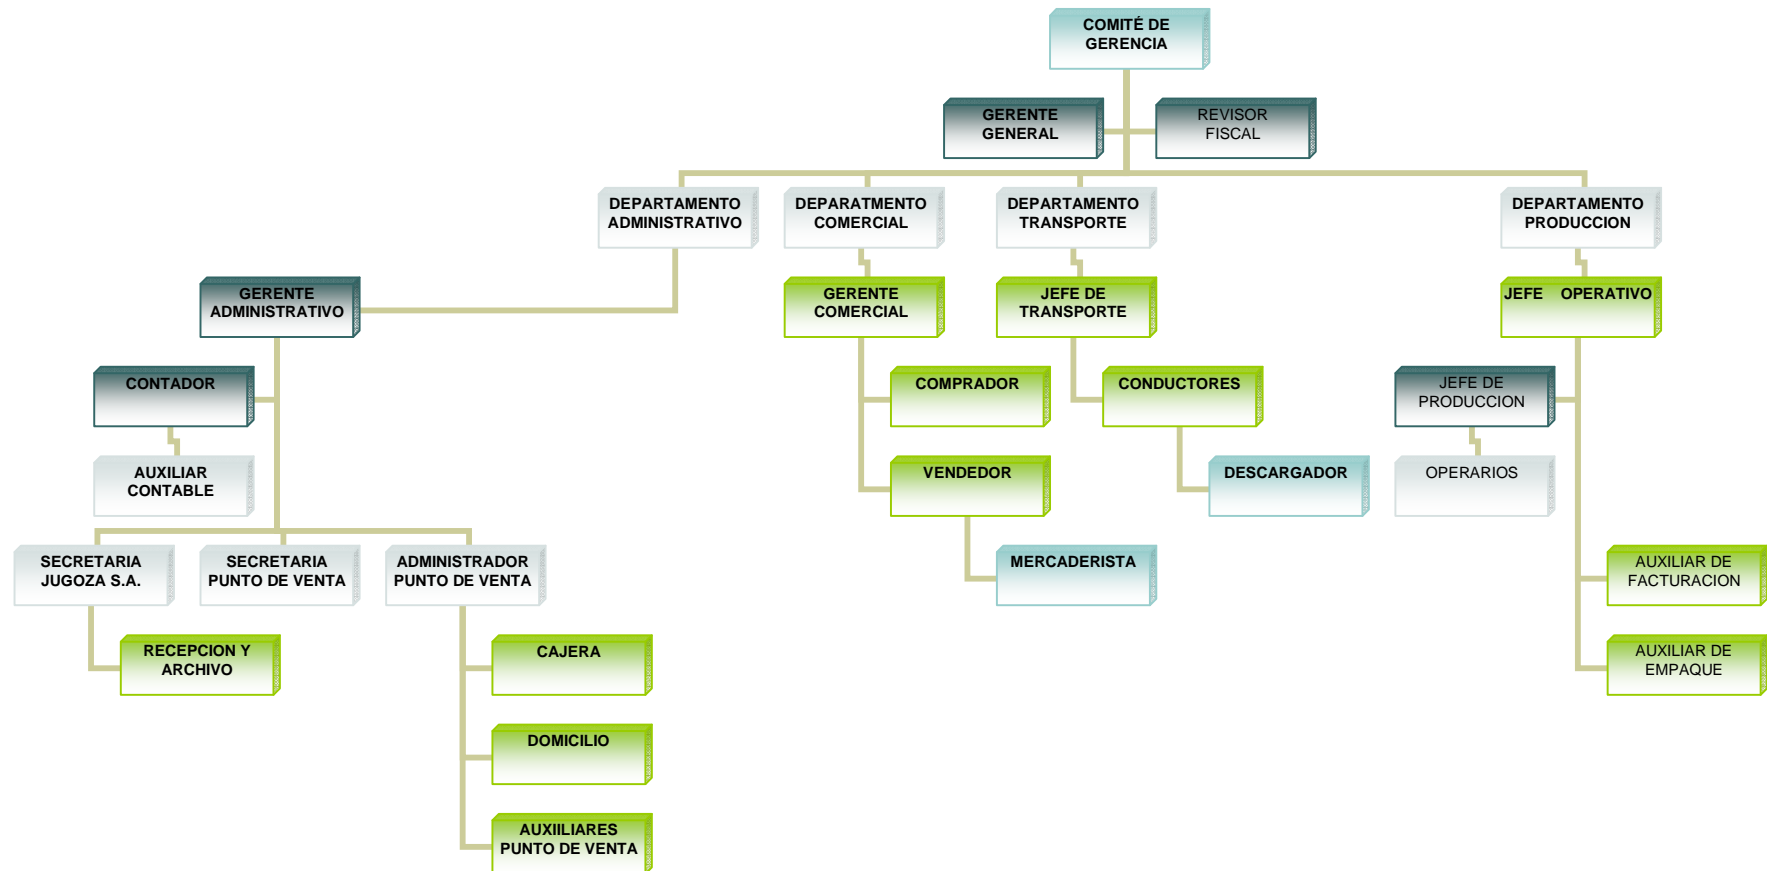 COMITÉ DE
GERENCIA
GERENTE
GENERAL
REVISOR
FISCAL
DEPARTAMENTO
ADMINISTRATIVO
DEPARATMENTO
COMERCIAL
DEPARTAMENTO
TRANSPORTE
DEPARTAMENTO
PRODUCCION
GERENTE
ADMINISTRATIVO
GERENTE
COMERCIAL
JEFE DE
TRANSPORTE
JEFE OPERATIVO
CONTADOR
COMPRADOR
CONDUCTORES
JEFE DE
PRODUCCION
AUXILIAR
CONTABLE
VENDEDOR
DESCARGADOR
OPERARIOS
SECRETARIA
JUGOZA S.A.
SECRETARIA
PUNTO DE VENTA
ADMINISTRADOR
PUNTO DE VENTA
MERCADERISTA
AUXILIAR DE
FACTURACION
RECEPCION Y
ARCHIVO
CAJERA
AUXILIAR DE
EMPAQUE
DOMICILIO
AUXIILIARES
PUNTO DE VENTA